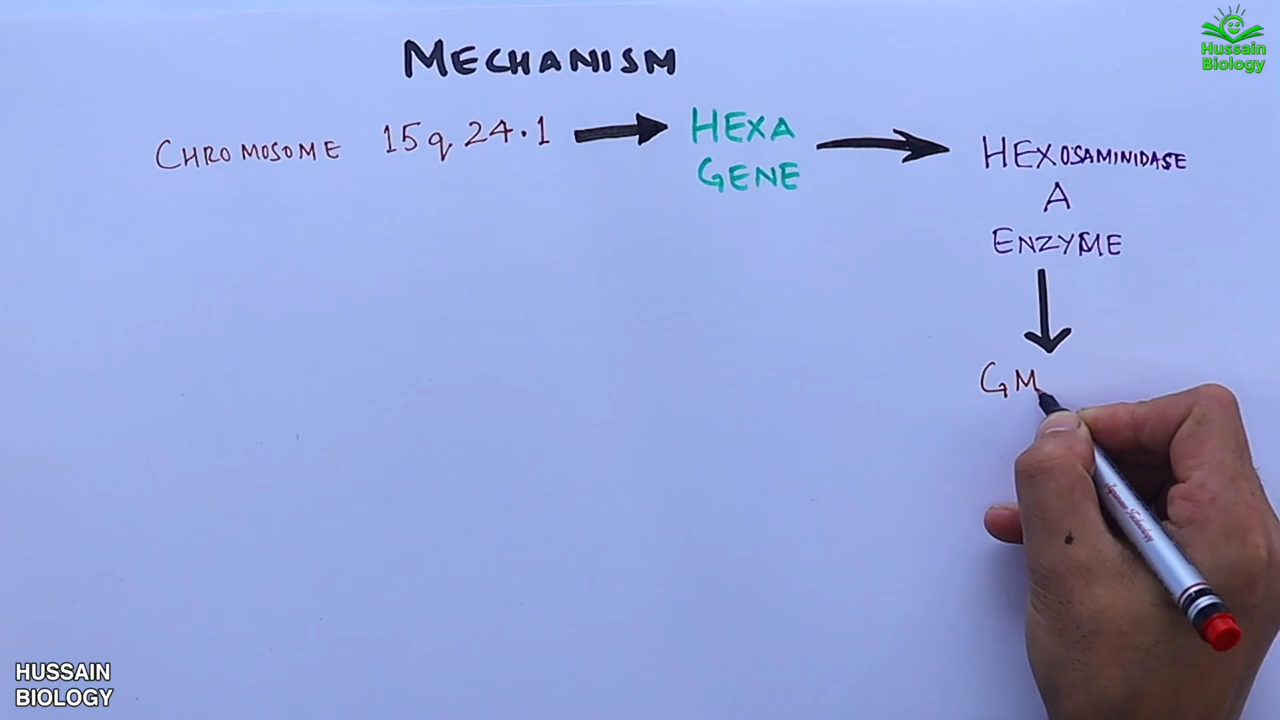 MECHANISM
CHROMOSOME 15q 24.1
HEXA
GENE
HEXOSAMINIDASE
A
ENZYME
GM
Hussain
Biology
HUSSAIN
BIOLOGY